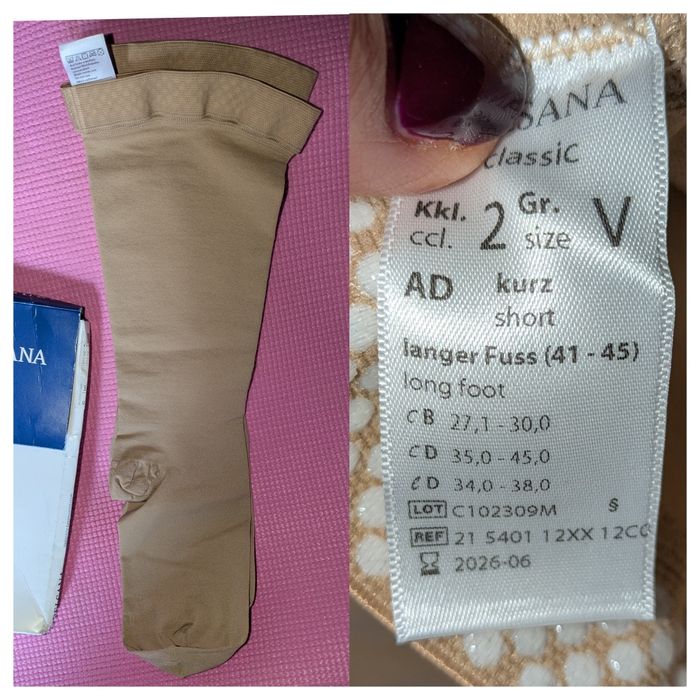 ANA
SANA
classic
Kkl. 2 Gr. V
ccl. size
AD kurz
short
langer Fuss (41 - 45)
long foot
cB 27,1 - 30,0
cD 35,0 - 45,0
ℓD 34,0 - 38,0
LOT C102309M §
REF 21 5401 12XX 12CC
2026-06